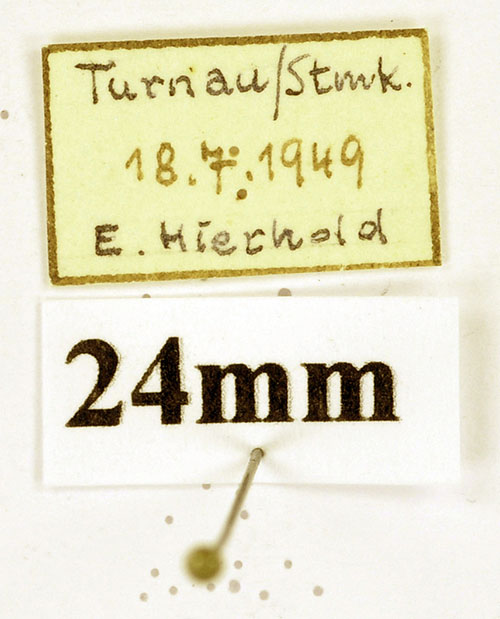 Turnau/Stmk.
18.7.1949
E. Hierhold
24mm